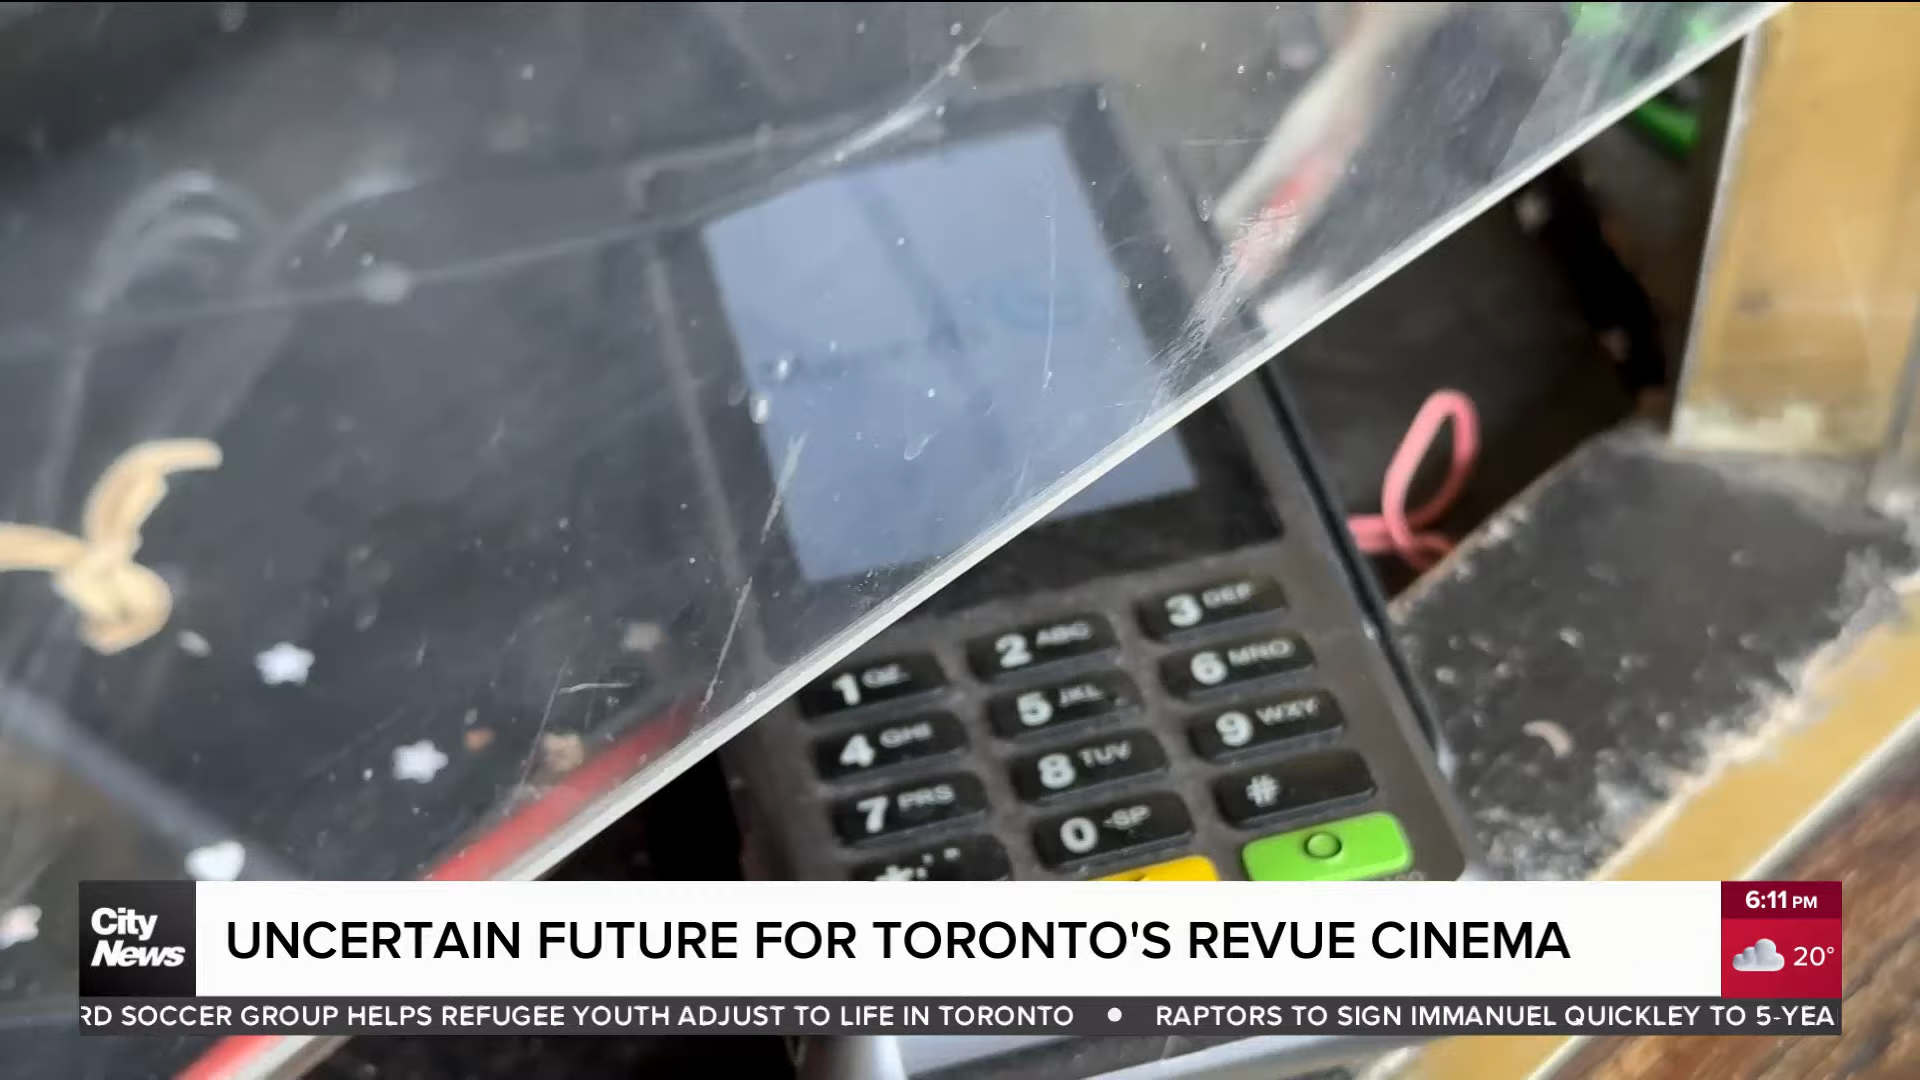 1 QZ.
2 ABC
3 DEF
4 GHI
5 JKL
6 MNO
7 PRS
8 TUV
9 WXY
0 -SP
#
City
News
UNCERTAIN FUTURE FOR TORONTO'S REVUE CINEMA
6:11 PM
20°
RD SOCCER GROUP HELPS REFUGEE YOUTH ADJUST TO LIFE IN TORONTO • RAPTORS TO SIGN IMMANUEL QUICKLEY TO 5-YEA